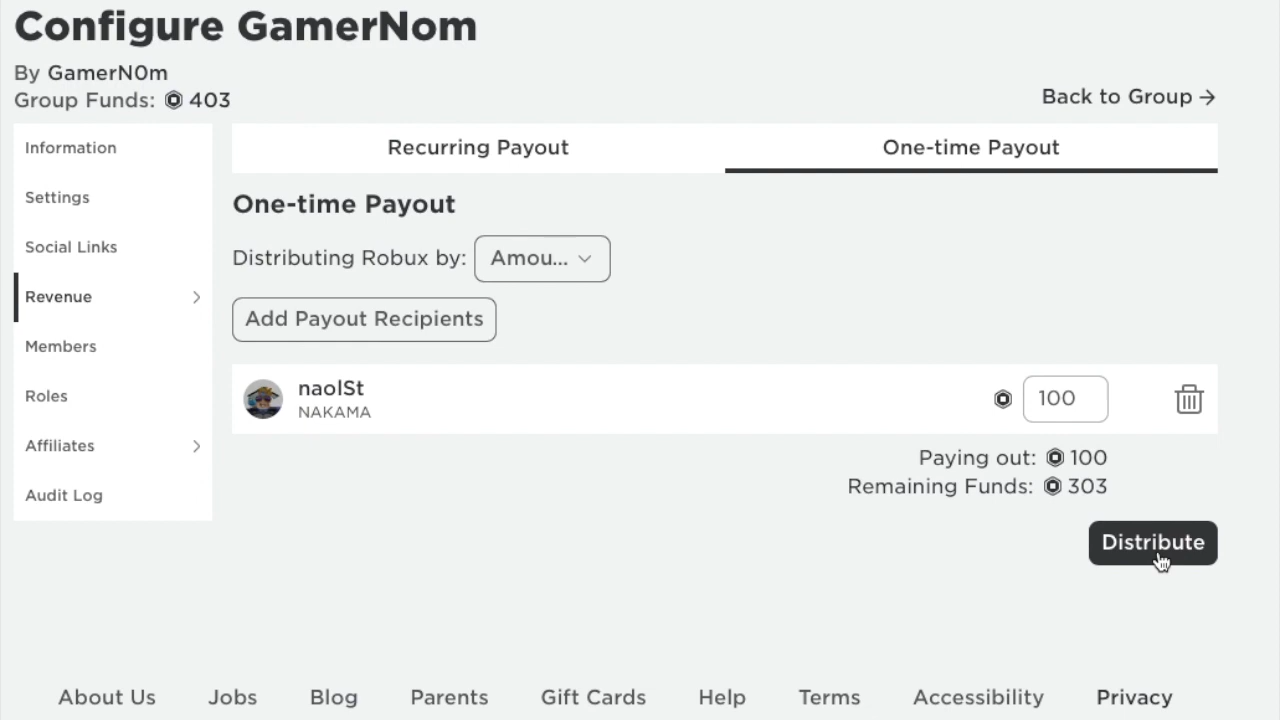 Configure GamerNom
By GamerN0m
Group Funds: 403
Back to Group →
Information
Settings
Social Links
Revenue
Members
Roles
Affiliates
Audit Log
Recurring Payout
One-time Payout
One-time Payout
Distributing Robux by: Amou...
Add Payout Recipients
naolSt
NAKAMA
100
Paying out: 100
Remaining Funds: 303
Distribute
About Us Jobs Blog Parents Gift Cards Help Terms Accessibility Privacy